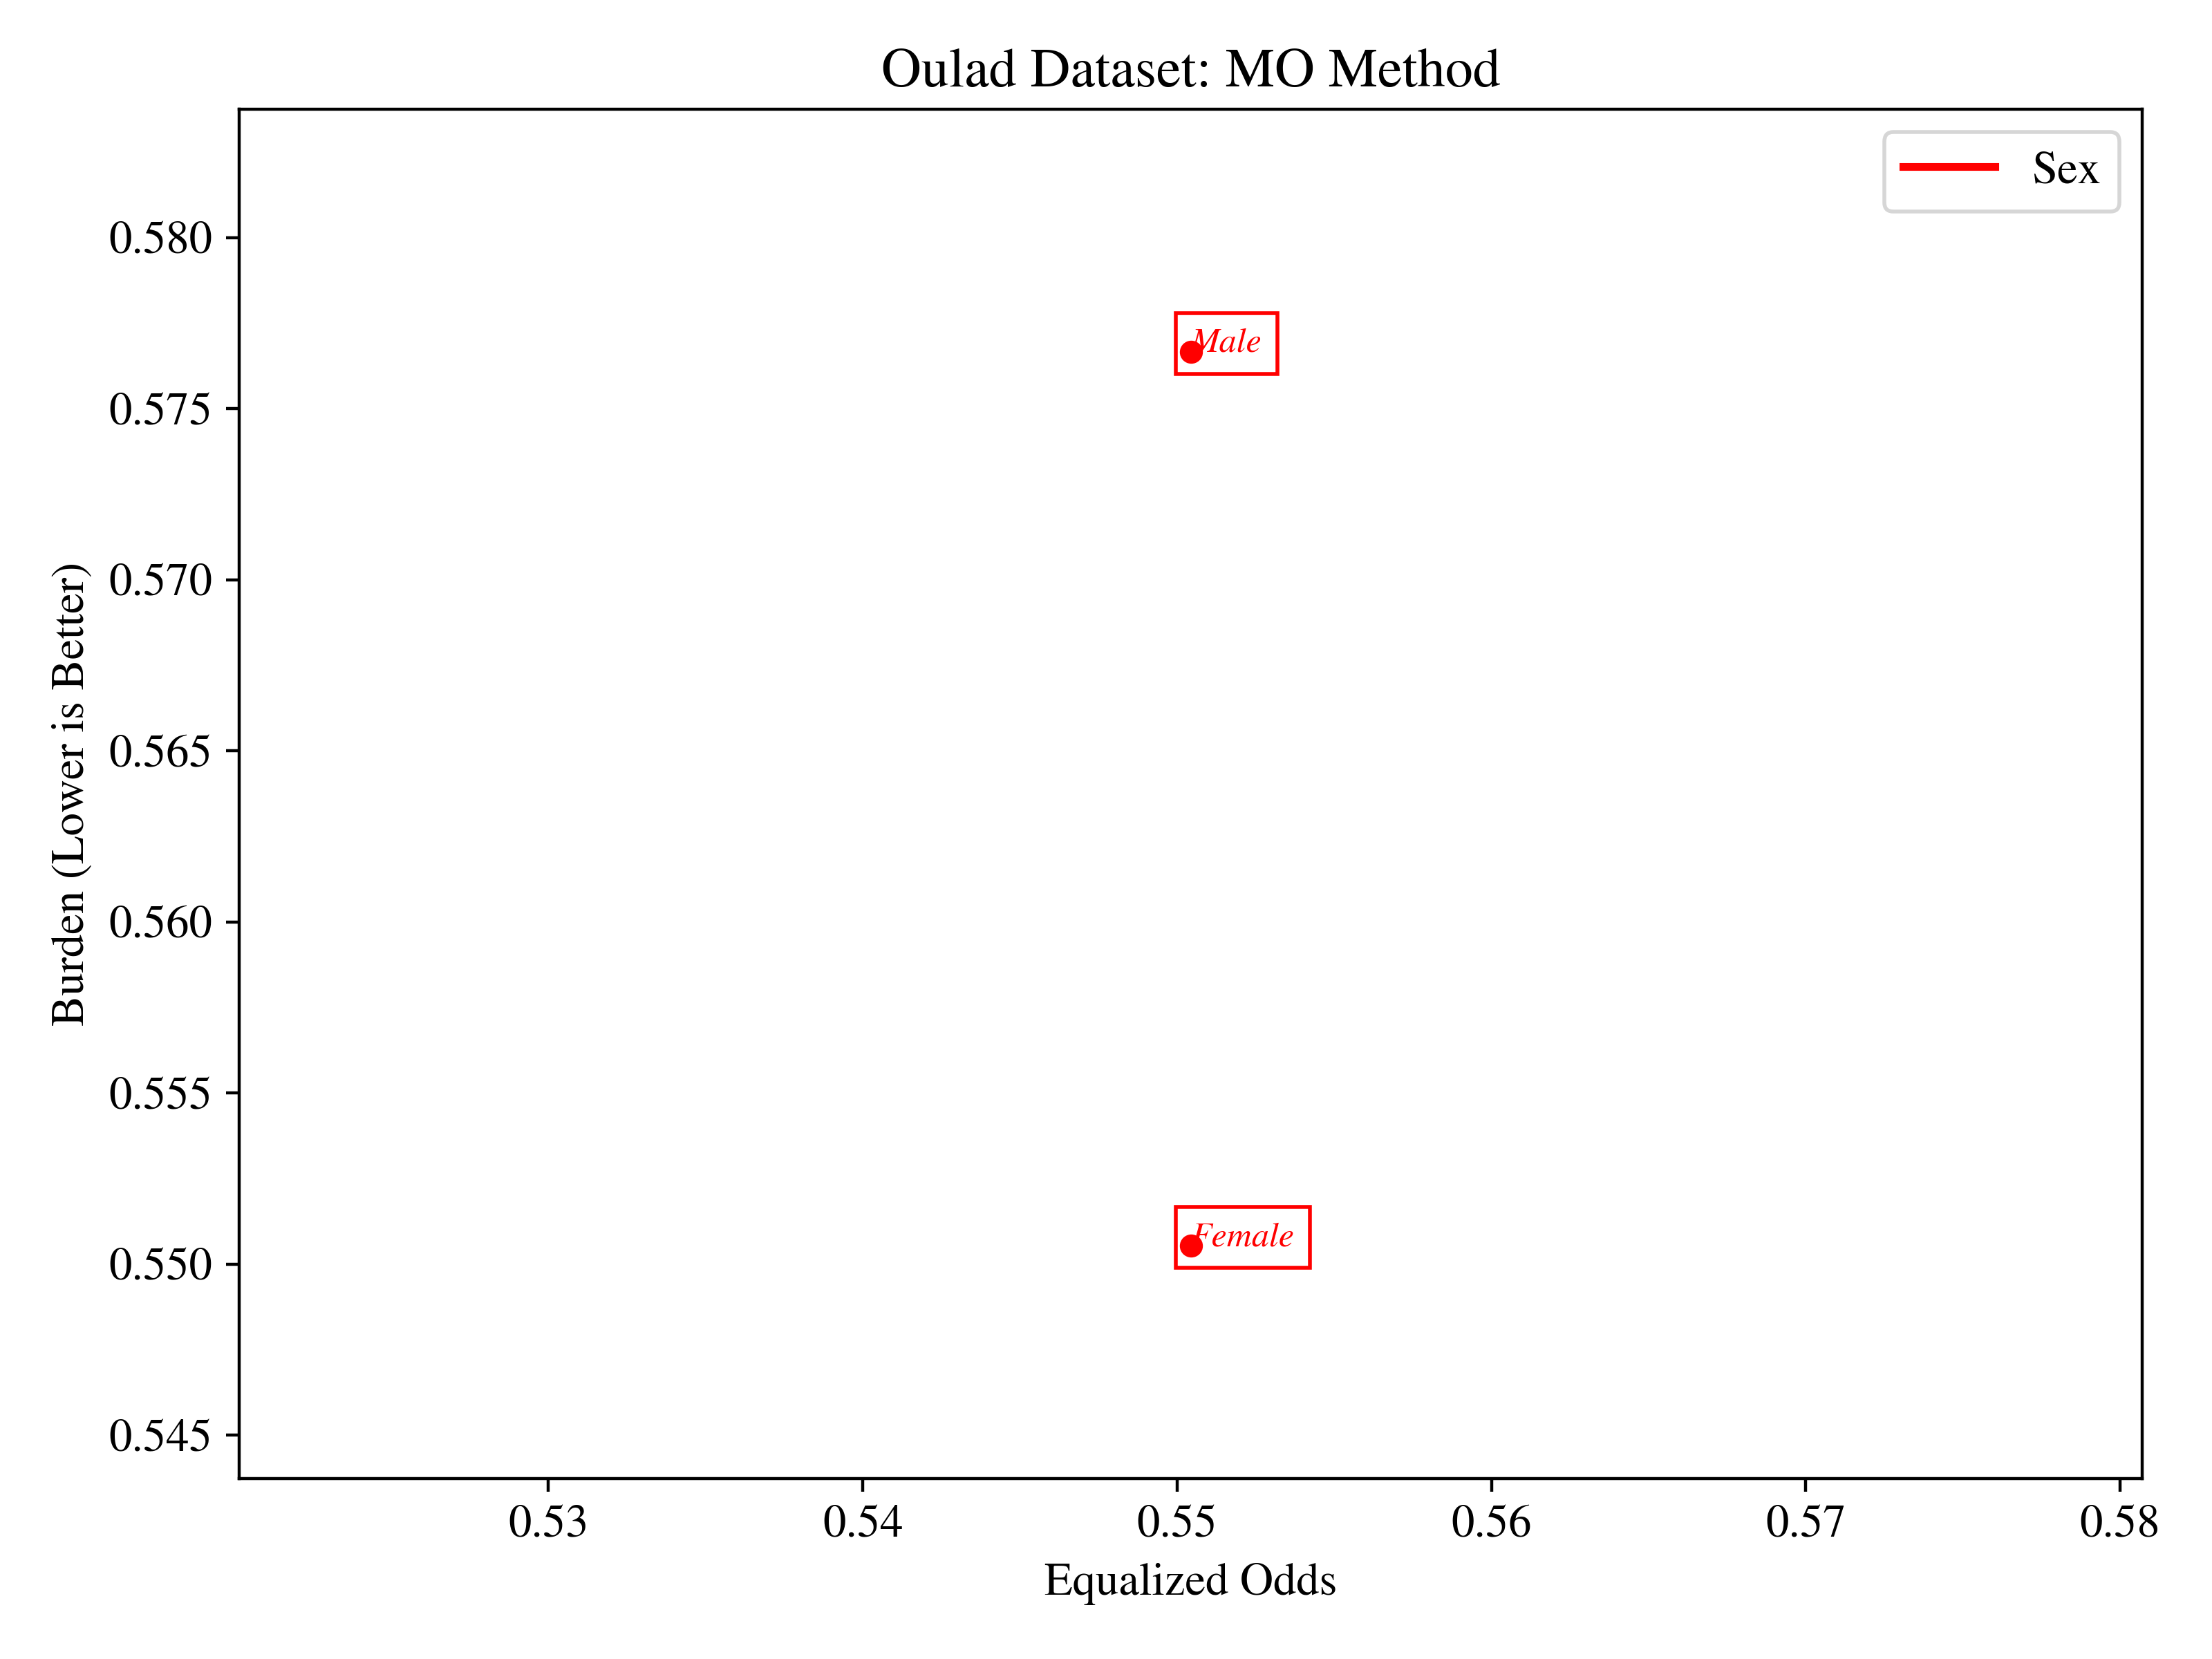 Oulad Dataset: MO Method
Sex
Burden (Lower is Better)
0.580
0.575
0.570
0.565
0.560
0.555
0.550
0.545
Male
Female
0.53 0.54 0.55 0.56 0.57 0.58
Equalized Odds